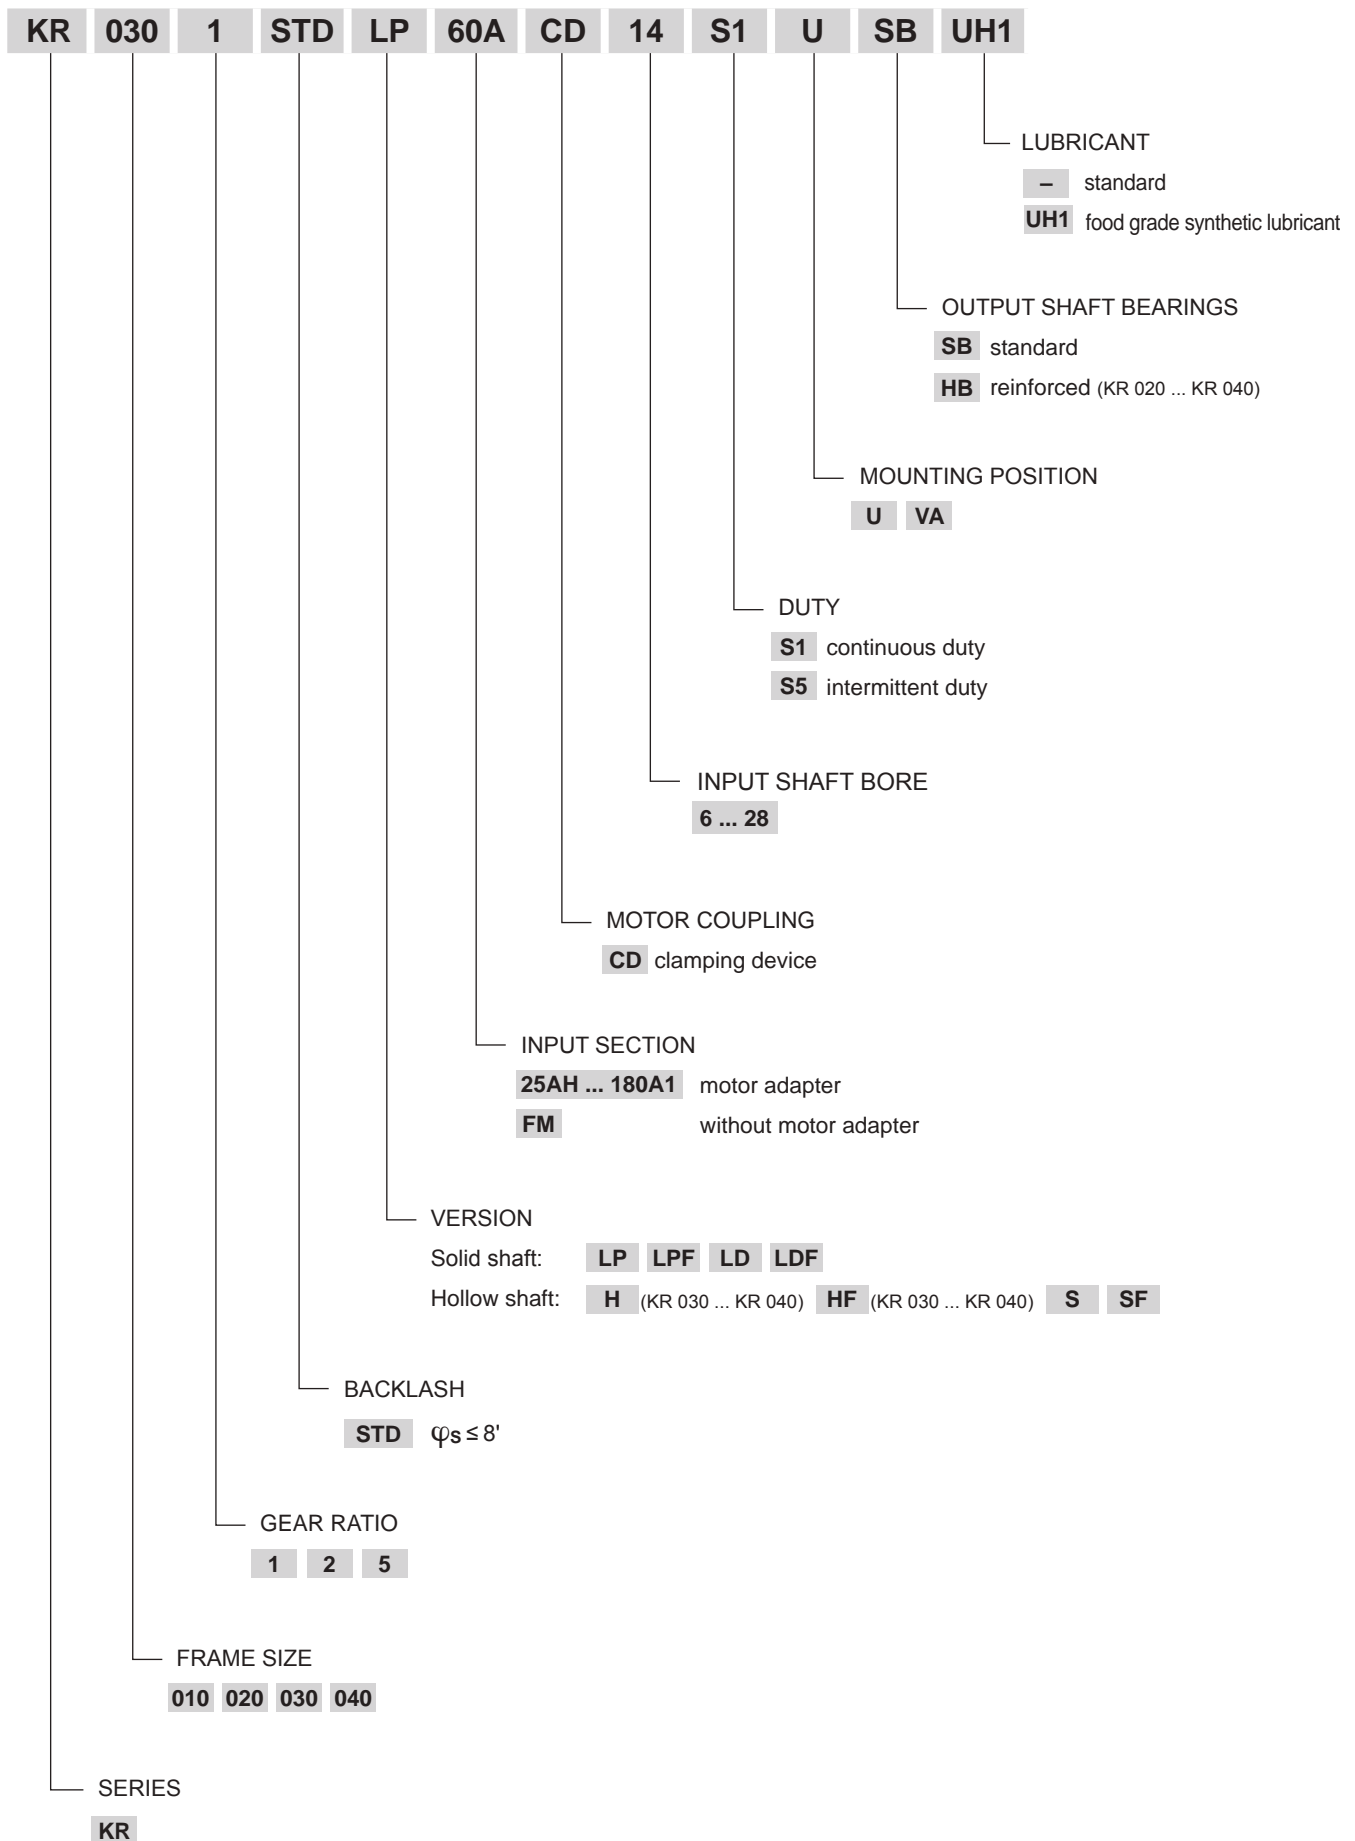 KR 030 1 STD LP 60A CD 14 S1 U SB UH1
LUBRICANT
– standard
UH1 food grade synthetic lubricant
OUTPUT SHAFT BEARINGS
SB standard
HB reinforced (KR 020 ... KR 040)
MOUNTING POSITION
U VA
DUTY
S1 continuous duty
S5 intermittent duty
INPUT SHAFT BORE
6 ... 28
MOTOR COUPLING
CD clamping device
INPUT SECTION
25AH ... 180A1 motor adapter
FM without motor adapter
VERSION
Solid shaft: LP LPF LD LDF
Hollow shaft: H (KR 030 ... KR 040) HF (KR 030 ... KR 040) S SF
BACKLASH
STD φs ≤ 8'
GEAR RATIO
1 2 5
FRAME SIZE
010 020 030 040
SERIES
KR